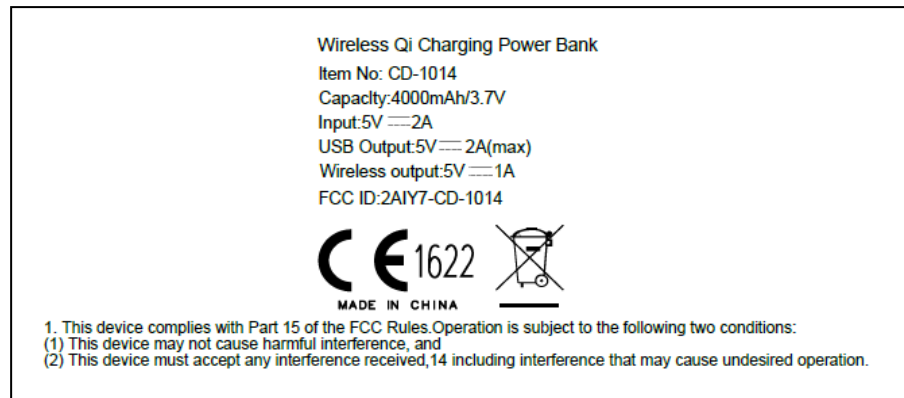 Wireless Qi Charging Power Bank
Item No: CD-1014
Capaclty:4000mAh/3.7V
Input:5V ⎓2A
USB Output:5V⎓ 2A(max)
Wireless output:5V ⎓1A
FCC ID:2AIY7-CD-1014
CE1622
MADE IN CHINA
1. This device complies with Part 15 of the FCC Rules.Operation is subject to the following two conditions:
(1) This device may not cause harmful interference, and
(2) This device must accept any interference received,14 including interference that may cause undesired operation.